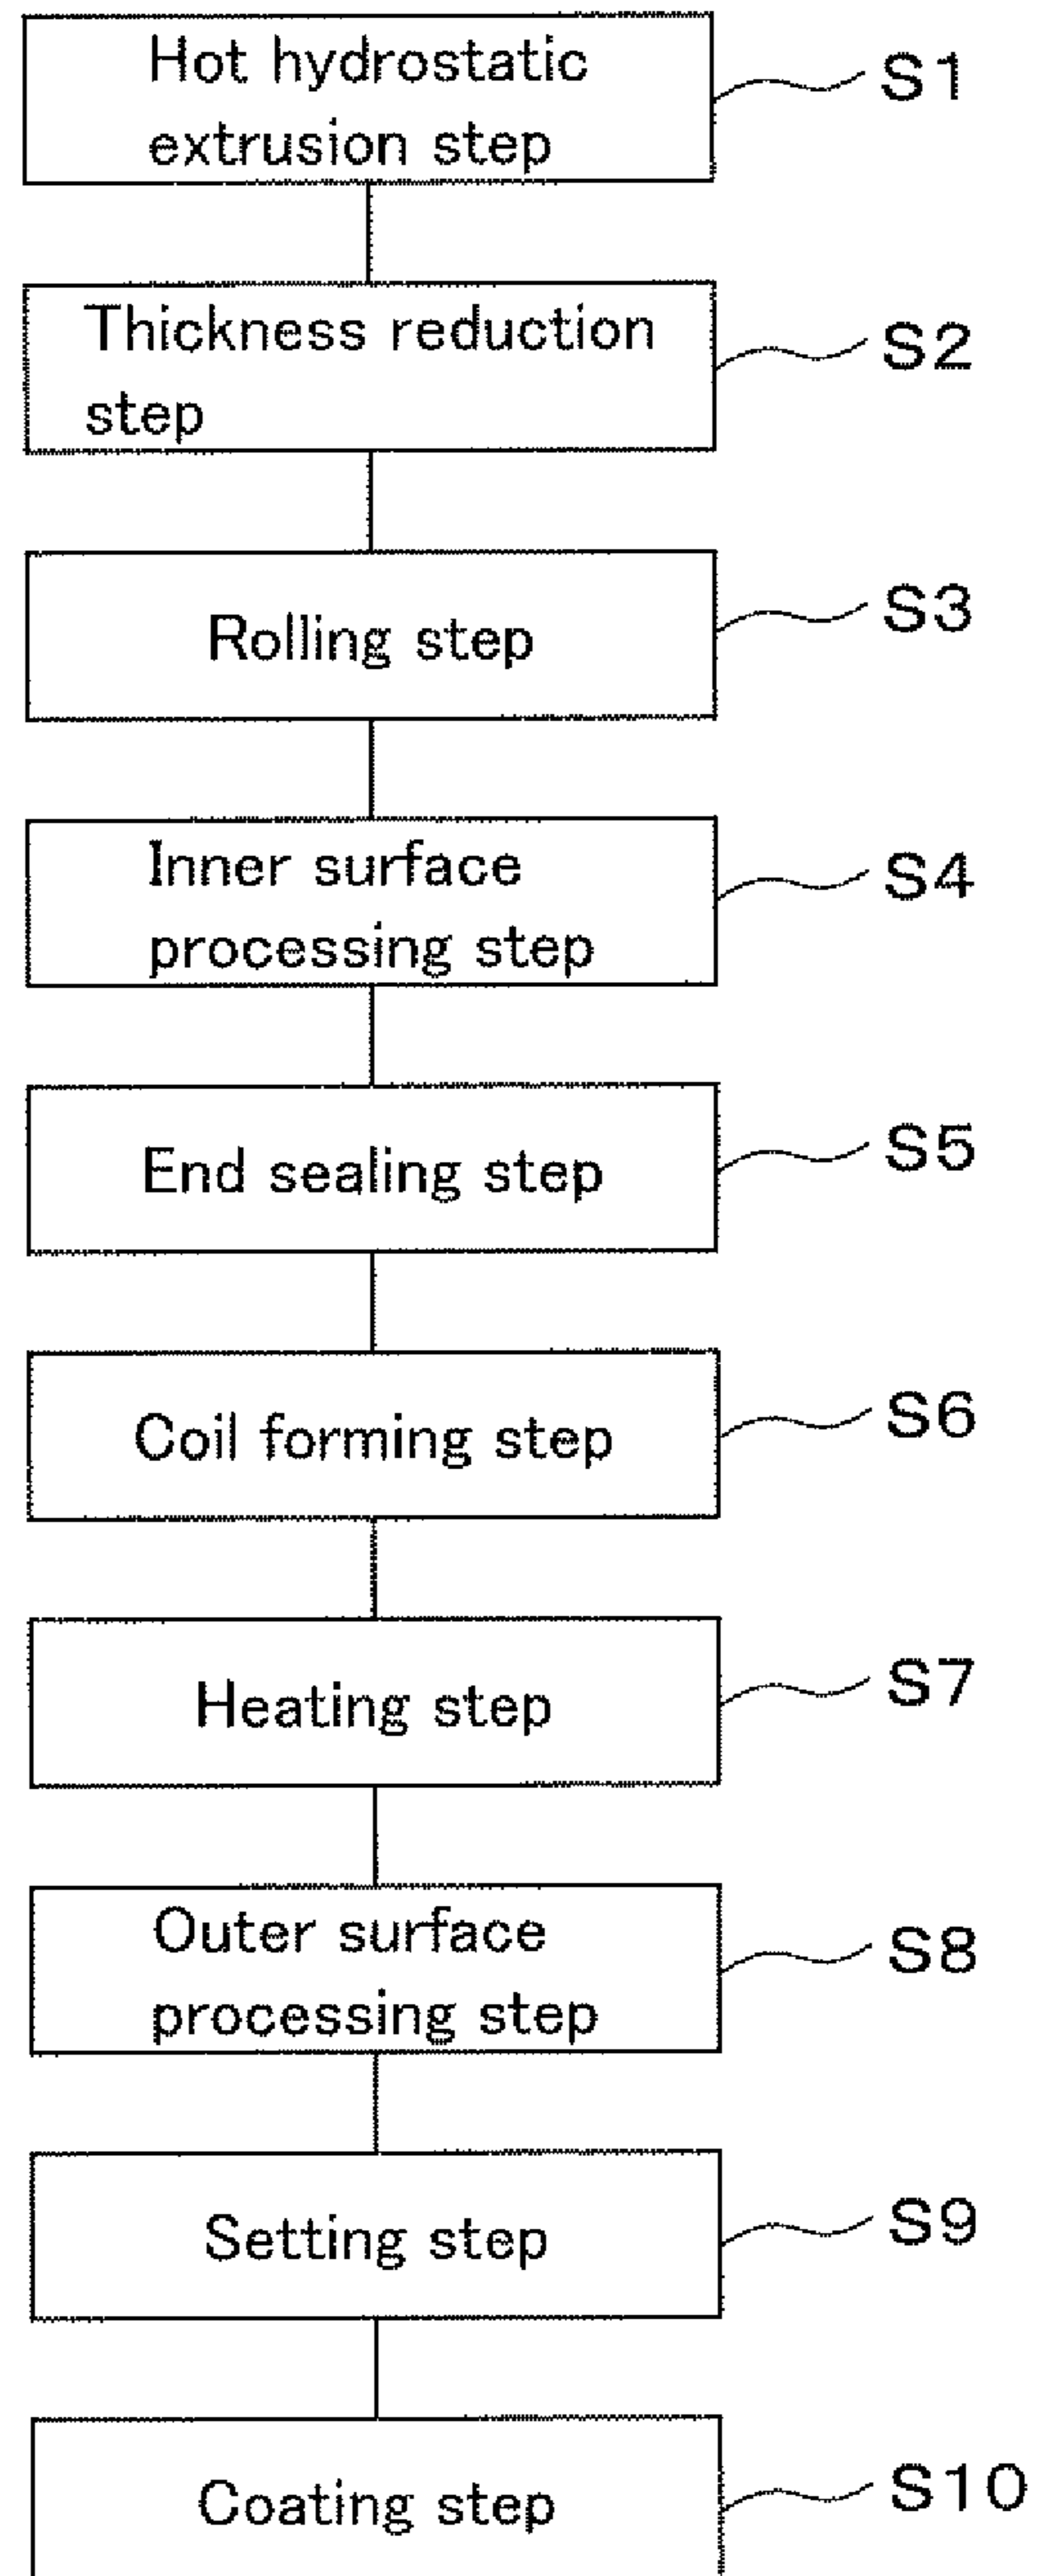 Hot hydrostatic
extrusion step
S1
Thickness reduction
step
S2
Rolling step
S3
Inner surface
processing step
S4
End sealing step
S5
Coil forming step
S6
Heating step
S7
Outer surface
processing step
S8
Setting step
S9
Coating step
S10